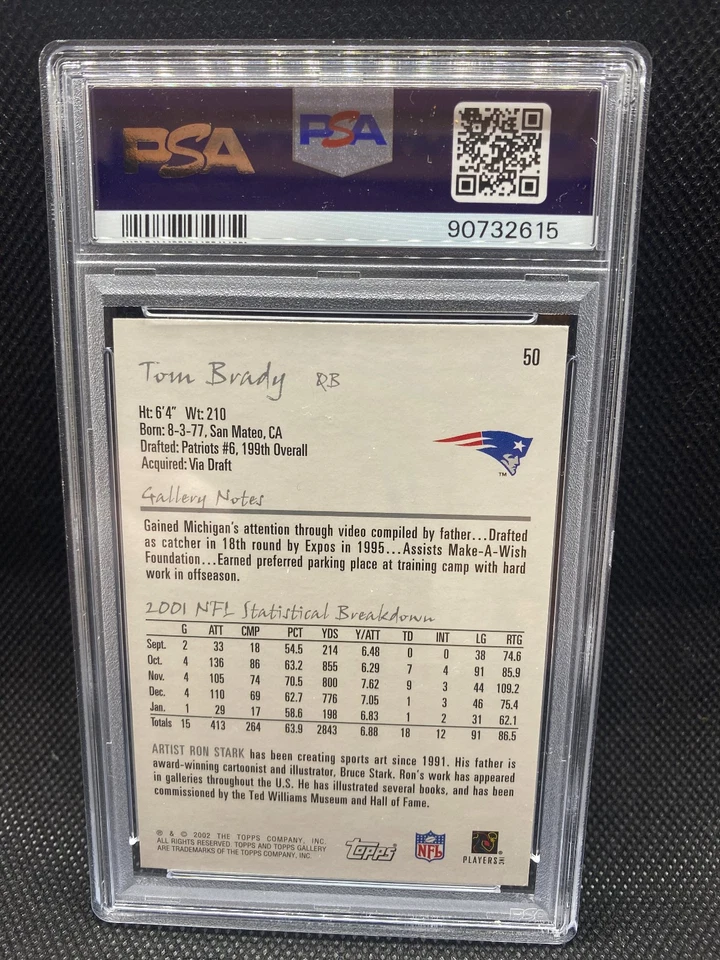 PSA PSA
90732615
50
Tom Brady QB
Ht: 6'4" Wt: 210
Born: 8-3-77, San Mateo, CA
Drafted: Patriots #6, 199th Overall
Acquired: Via Draft
TM
Gallery Notes
Gained Michigan's attention through video compiled by father...Drafted
as catcher in 18th round by Expos in 1995...Assists Make-A-Wish
Foundation...Earned preferred parking place at training camp with hard
work in offseason.
2001 NFL Statistical Breakdown
G ATT CMP PCT YDS Y/ATT TD INT LG RTG
Sept. 2 33 18 54.5 214 6.48 0 0 38 74.6
Oct. 4 136 86 63.2 855 6.29 7 4 91 85.9
Nov. 4 105 74 70.5 800 7.62 9 3 44 109.2
Dec. 4 110 69 62.7 776 7.05 1 3 46 75.4
Jan. 1 29 17 58.6 198 6.83 1 2 31 62.1
Totals 15 413 264 63.9 2843 6.88 18 12 91 86.5
ARTIST RON STARK has been creating sports art since 1991. His father is
award-winning cartoonist and illustrator, Bruce Stark. Ron's work has appeared
in galleries throughout the U.S. He has illustrated several books, and has been
commissioned by the Ted Williams Museum and Hall of Fame.
® & © 2002 THE TOPPS COMPANY, INC.
ALL RIGHTS RESERVED. TOPPS AND TOPPS GALLERY
ARE TRADEMARKS OF THE TOPPS COMPANY, INC.
Topps NFL PLAYERS INC
PSA